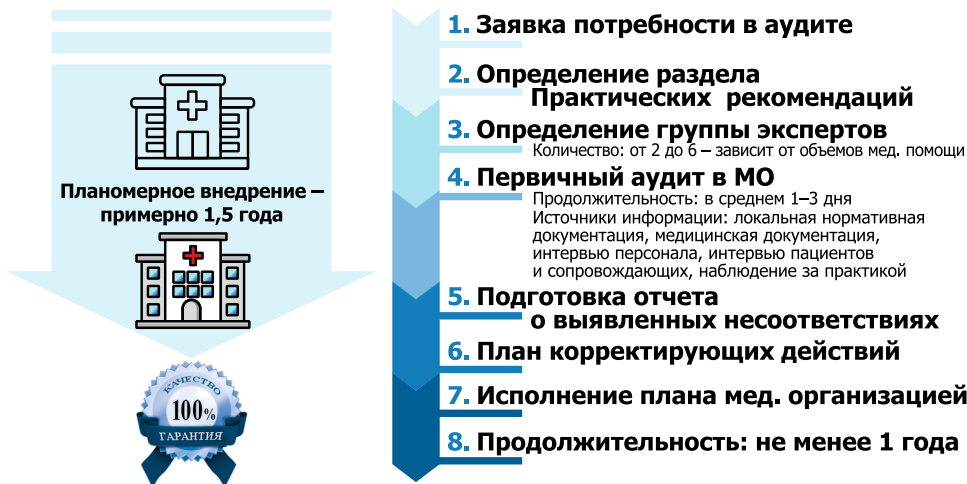 Планомерное внедрение –
примерно 1,5 года
КАЧЕСТВО
100%
ГАРАНТИЯ
1. Заявка потребности в аудите
2. Определение раздела
Практических рекомендаций
3. Определение группы экспертов
Количество: от 2 до 6 – зависит от объемов мед. помощи
4. Первичный аудит в МО
Продолжительность: в среднем 1–3 дня
Источники информации: локальная нормативная
документация, медицинская документация,
интервью персонала, интервью пациентов
и сопровождающих, наблюдение за практикой
5. Подготовка отчета
о выявленных несоответствиях
6. План корректирующих действий
7. Исполнение плана мед. организацией
8. Продолжительность: не менее 1 года